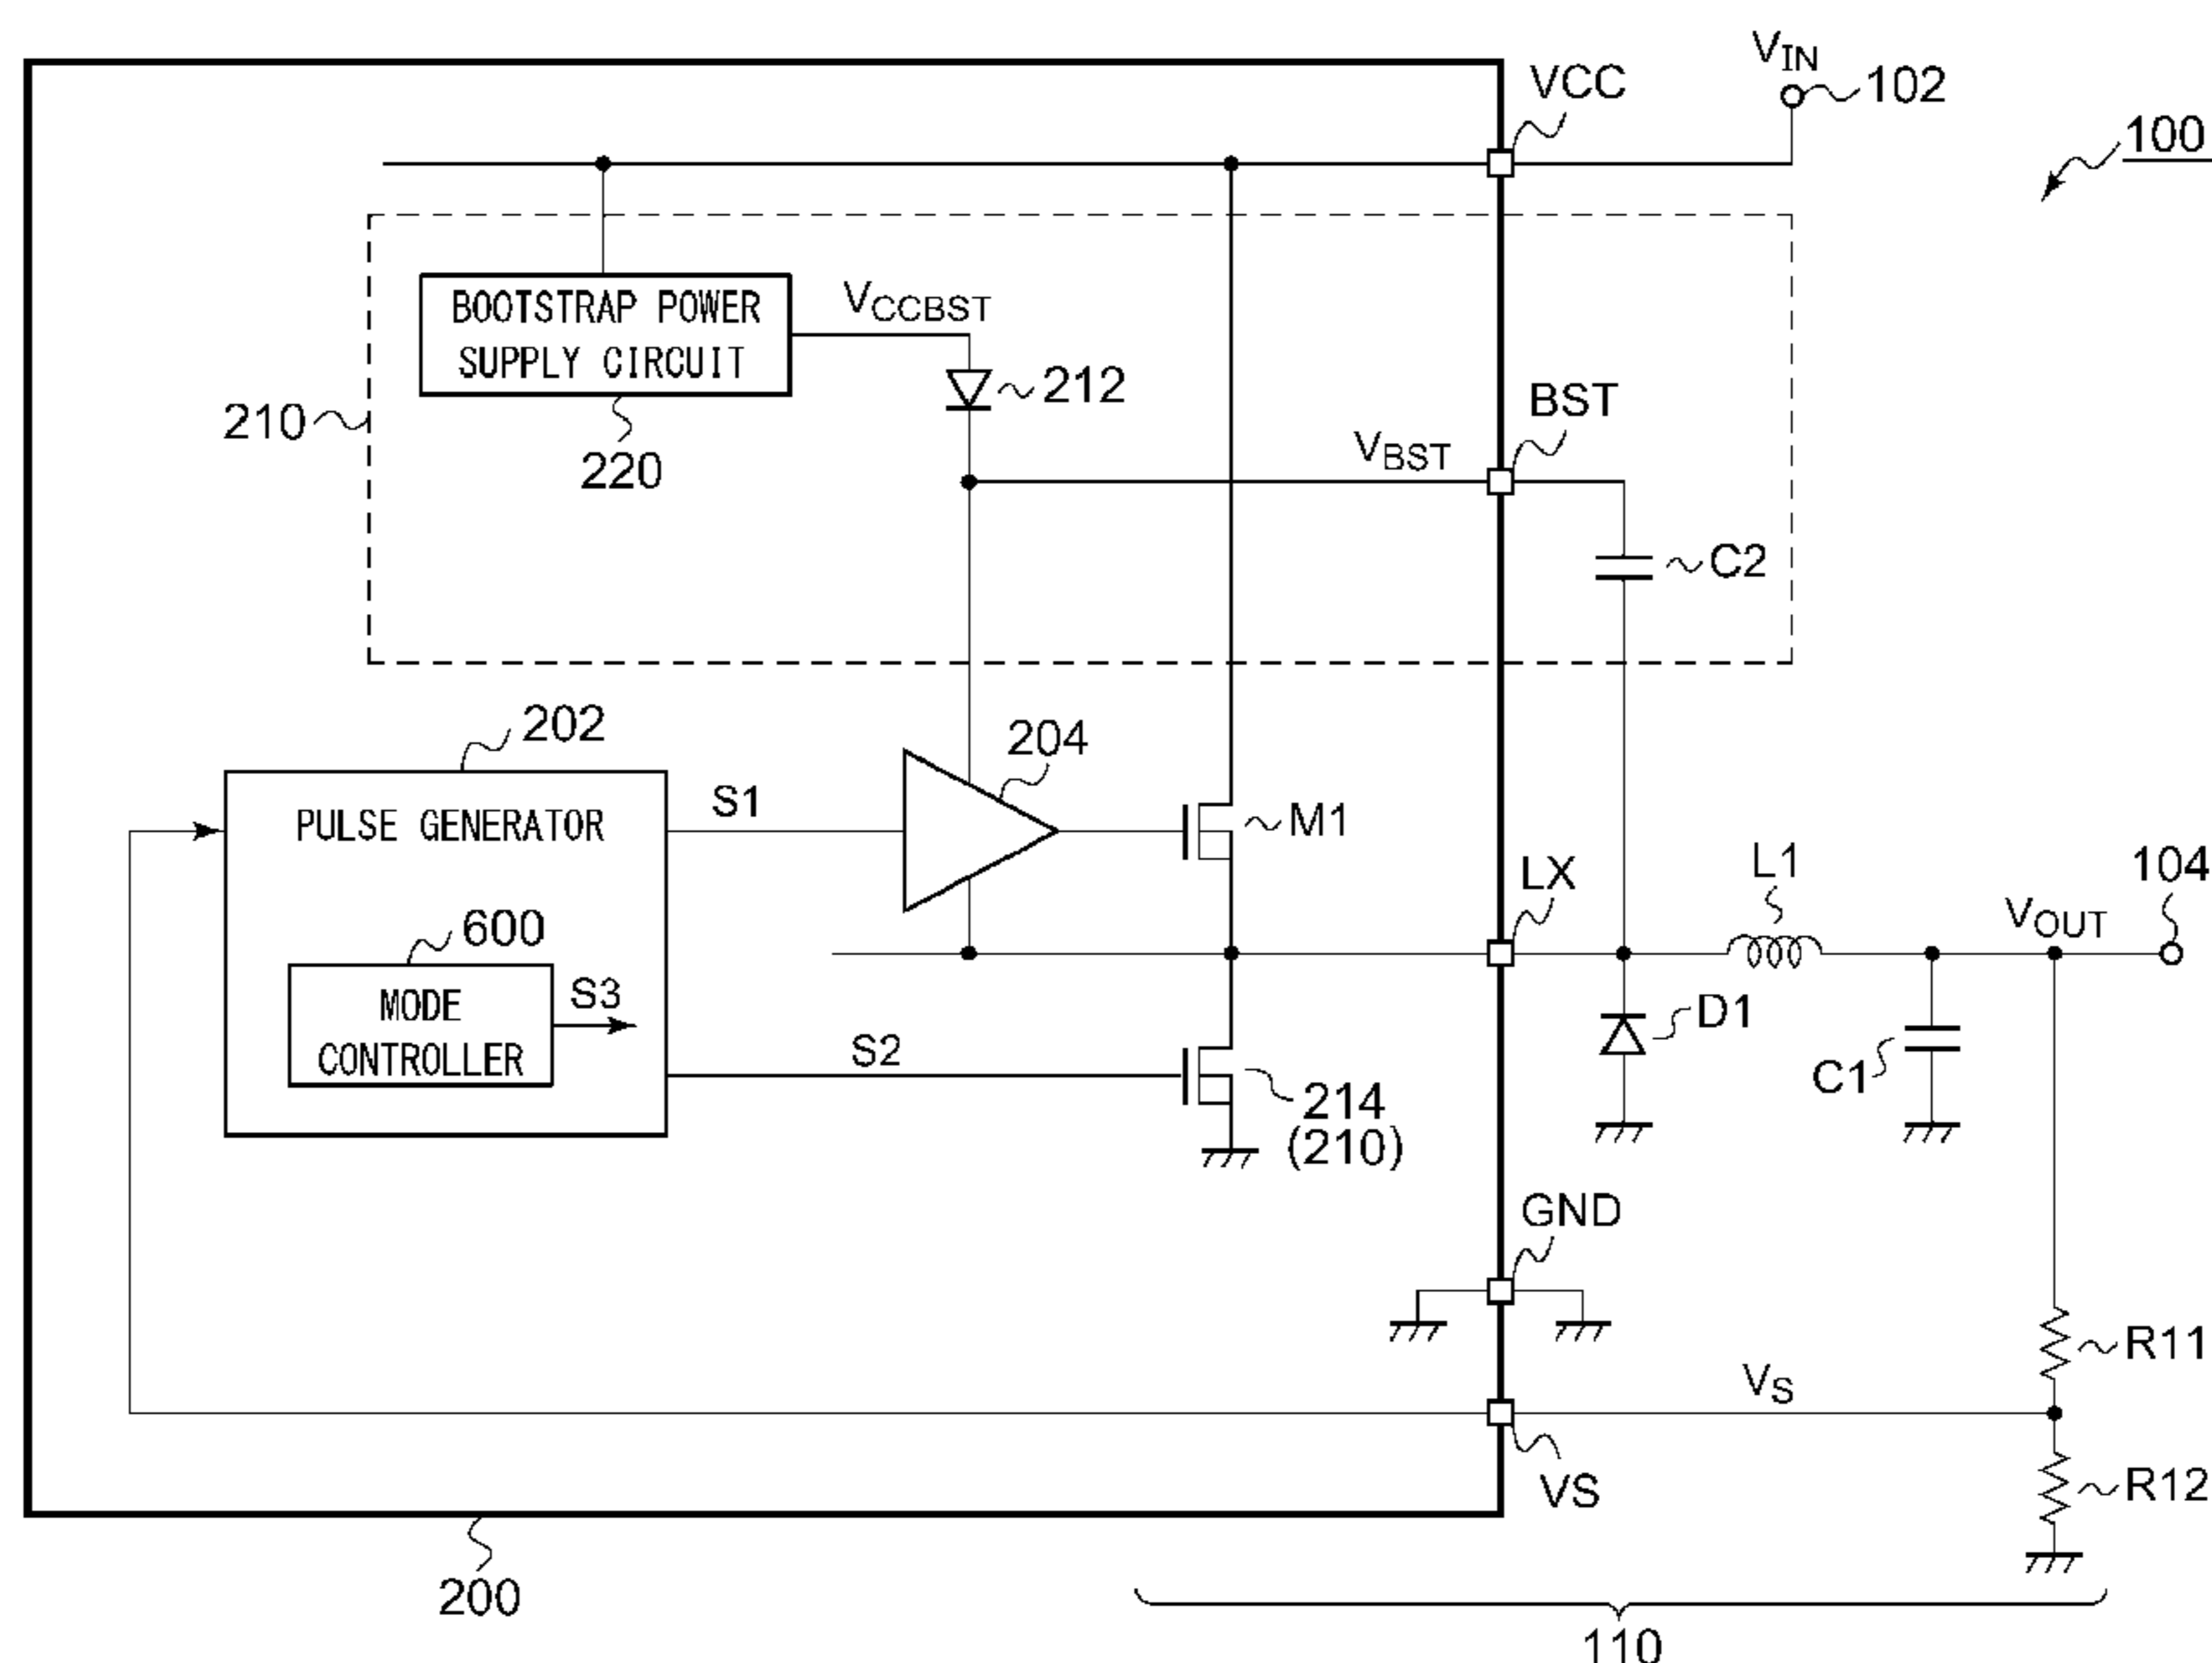 VIN
102
VCC
100
BOOTSTRAP POWER
SUPPLY CIRCUIT
VCCBST
212
BST
210
220
VBST
C2
202
204
PULSE GENERATOR
S1
M1
LX
L1
104
VOUT
600
MODE
CONTROLLER
S3
S2
D1
C1
214
(210)
GND
R11
VS
R12
VS
200
110